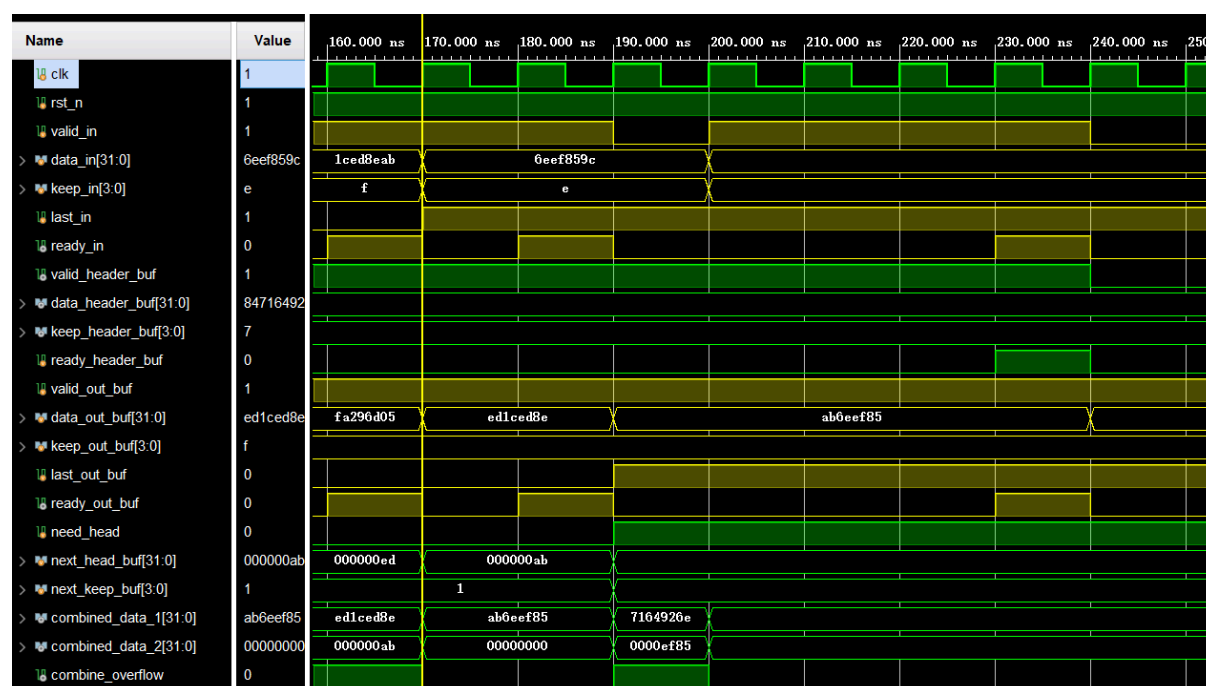 Name Value 160.000 ns 170.000 ns 180.000 ns 190.000 ns 200.000 ns 210.000 ns 220.000 ns 230.000 ns 240.000 ns 250
clk 1
rst_n 1
valid_in 1
data_in[31:0] 6eef859c 1ced8eab 6eef859c
keep_in[3:0] e f e
last_in 1
ready_in 0
valid_header_buf 1
data_header_buf[31:0] 84716492
keep_header_buf[3:0] 7
ready_header_buf 0
valid_out_buf 1
data_out_buf[31:0] ed1ced8e fa296d05 ed1ced8e ab6eef85
keep_out_buf[3:0] f
last_out_buf 0
ready_out_buf 0
need_head 0
next_head_buf[31:0] 000000ab 000000ed 000000ab
next_keep_buf[3:0] 1 1
combined_data_1[31:0] ab6eef85 ed1ced8e ab6eef85 7164926e
combined_data_2[31:0] 00000000 000000ab 00000000 0000ef85
combine_overflow 0